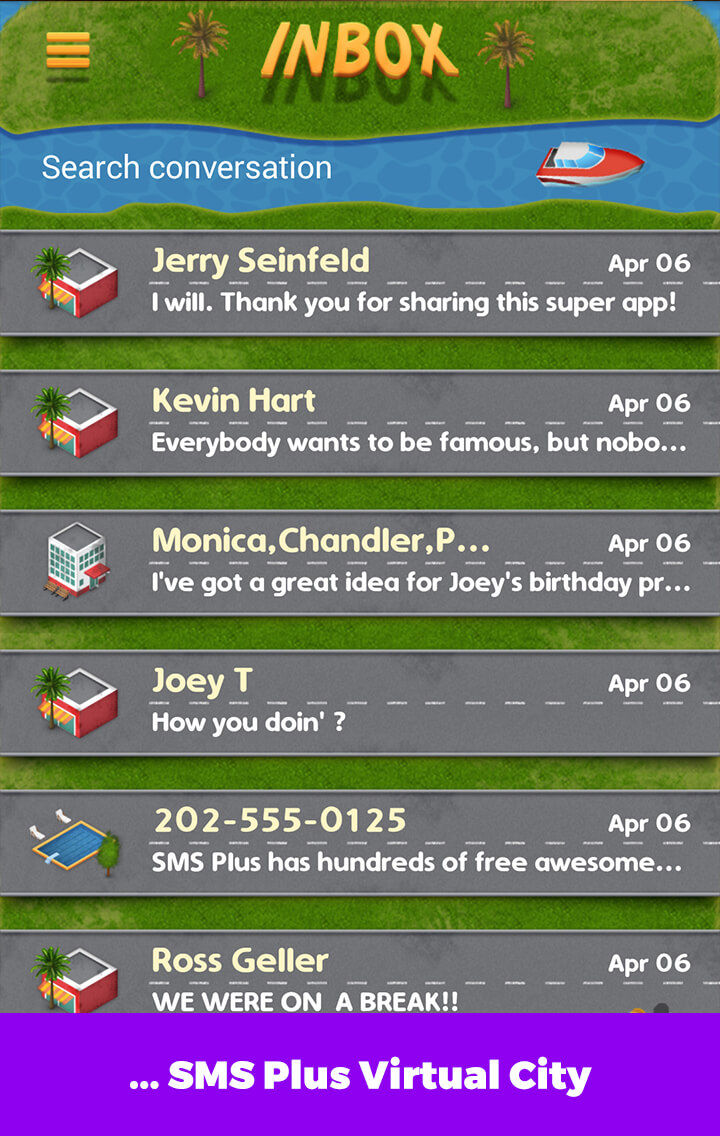 INBOX
Search conversation
Jerry Seinfeld
Apr 06
I will. Thank you for sharing this super app!
Kevin Hart
Apr 06
Everybody wants to be famous, but nobo...
Monica,Chandler,P...
Apr 06
I've got a great idea for Joey's birthday pr...
Joey T
Apr 06
How you doin' ?
202-555-0125
Apr 06
SMS Plus has hundreds of free awesome...
Ross Geller
Apr 06
WE WERE ON A BREAK!!
... SMS Plus Virtual City